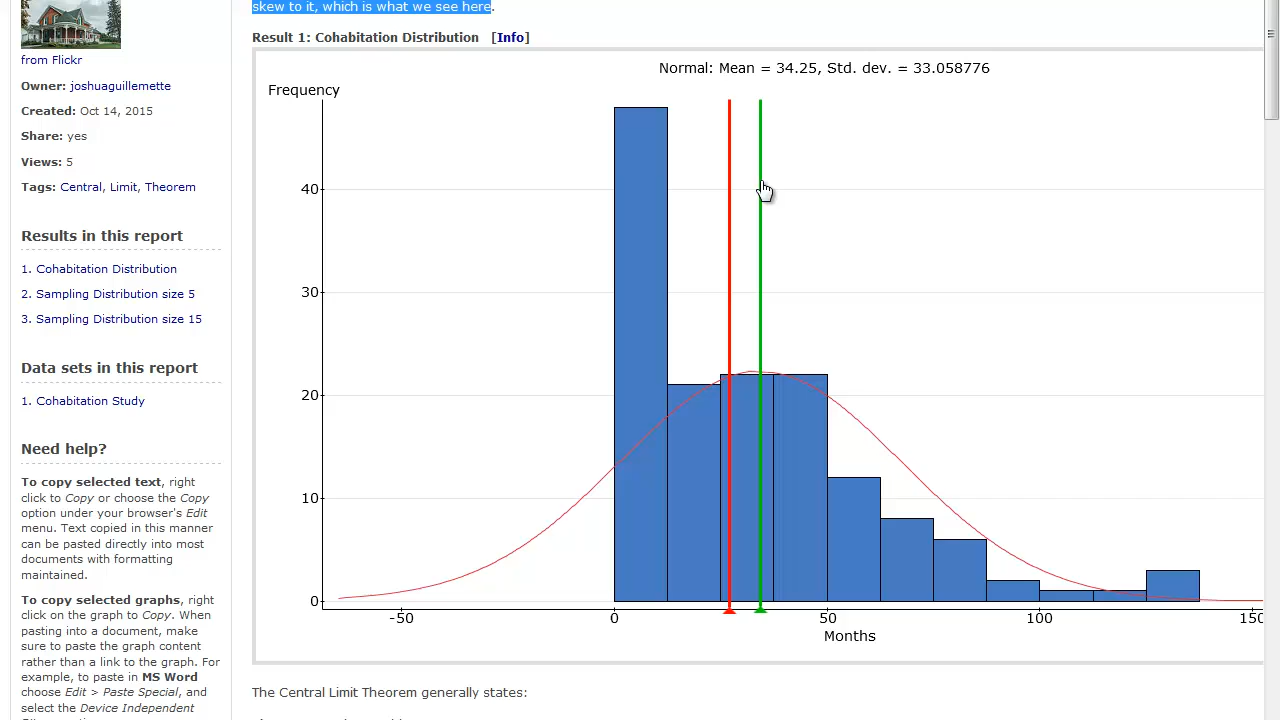 skew to it, which is what we see here.
from Flickr
Owner: joshuaguillemette
Created: Oct 14, 2015
Share: yes
Views: 5
Tags: Central, Limit, Theorem
Results in this report
1. Cohabitation Distribution
2. Sampling Distribution size 5
3. Sampling Distribution size 15
Data sets in this report
1. Cohabitation Study
Need help?
To copy selected text, right
click to Copy or choose the Copy
option under your browser's Edit
menu. Text copied in this manner
can be pasted directly into most
documents with formatting
maintained.
To copy selected graphs, right
click on the graph to Copy. When
pasting into a document, make
sure to paste the graph content
rather than a link to the graph. For
example, to paste in MS Word
choose Edit > Paste Special, and
select the Device Independent
Result 1: Cohabitation Distribution [Info]
Normal: Mean = 34.25, Std. dev. = 33.058776
Frequency
40
30
20
10
0
-50 0 50 100 150
Months
The Central Limit Theorem generally states: